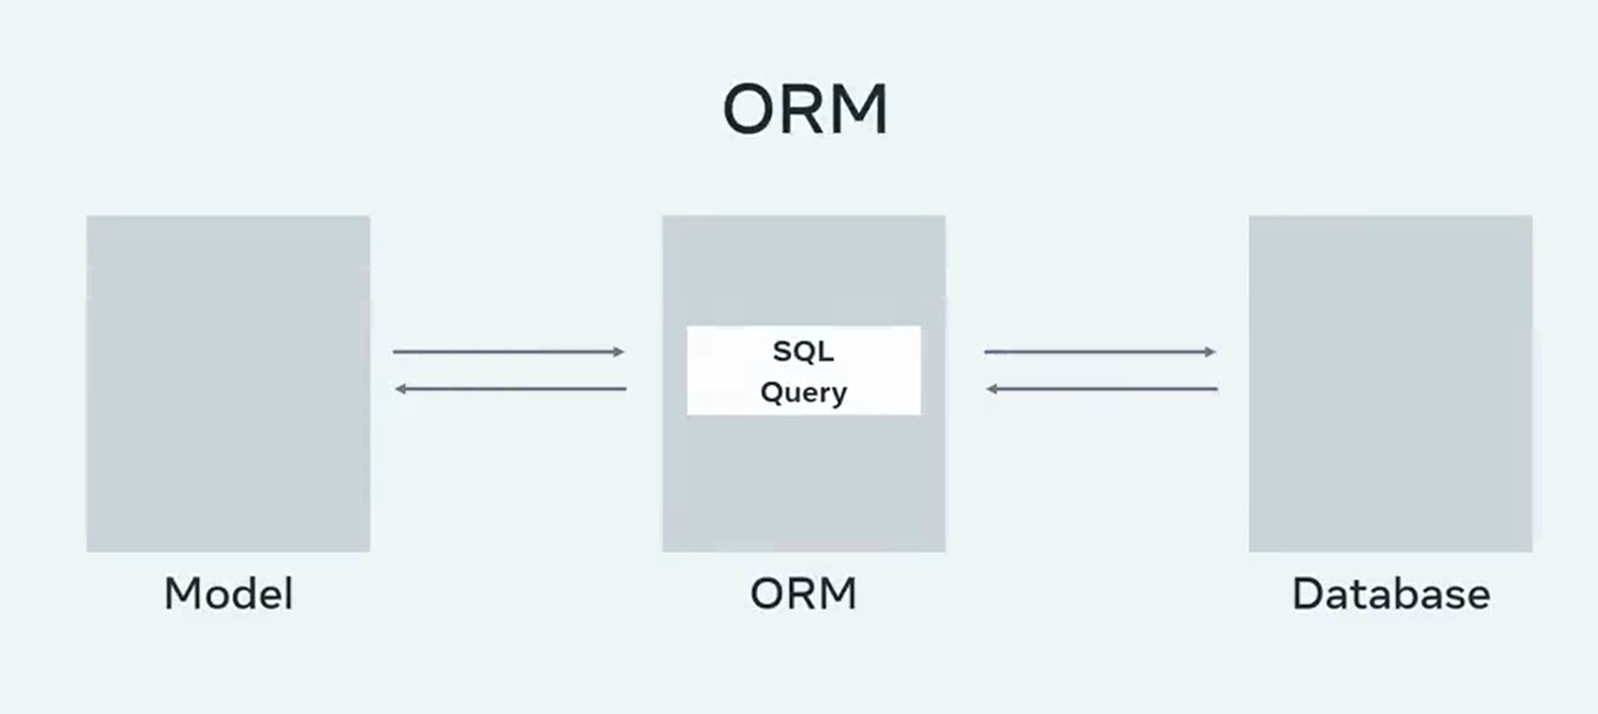 ORM
SQL
Query
Model
ORM
Database